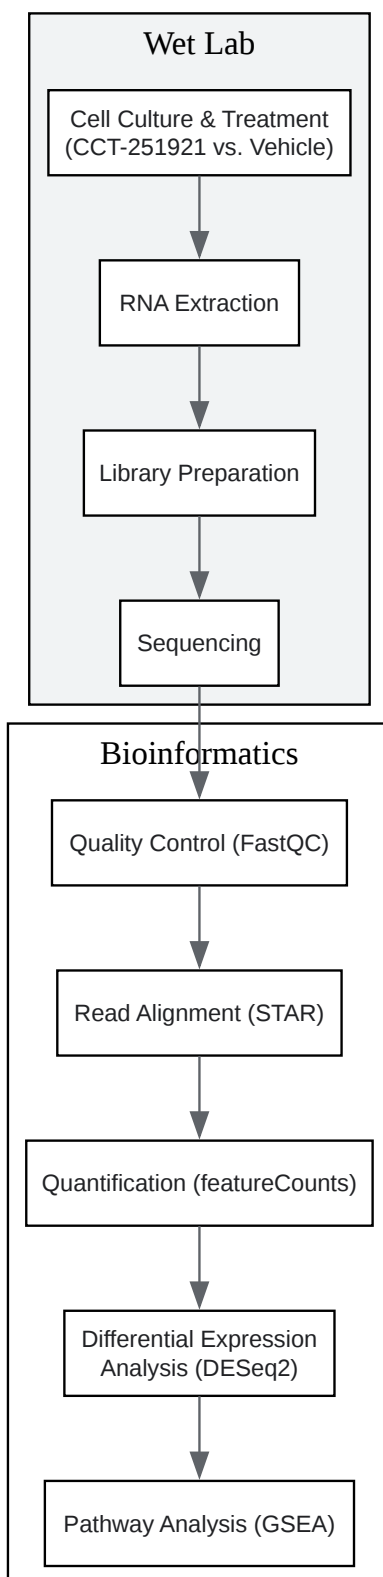 Wet Lab
Cell Culture & Treatment
(CCT-251921 vs. Vehicle)
RNA Extraction
Library Preparation
Sequencing
Bioinformatics
Quality Control (FastQC)
Read Alignment (STAR)
Quantification (featureCounts)
Differential Expression
Analysis (DESeq2)
Pathway Analysis (GSEA)